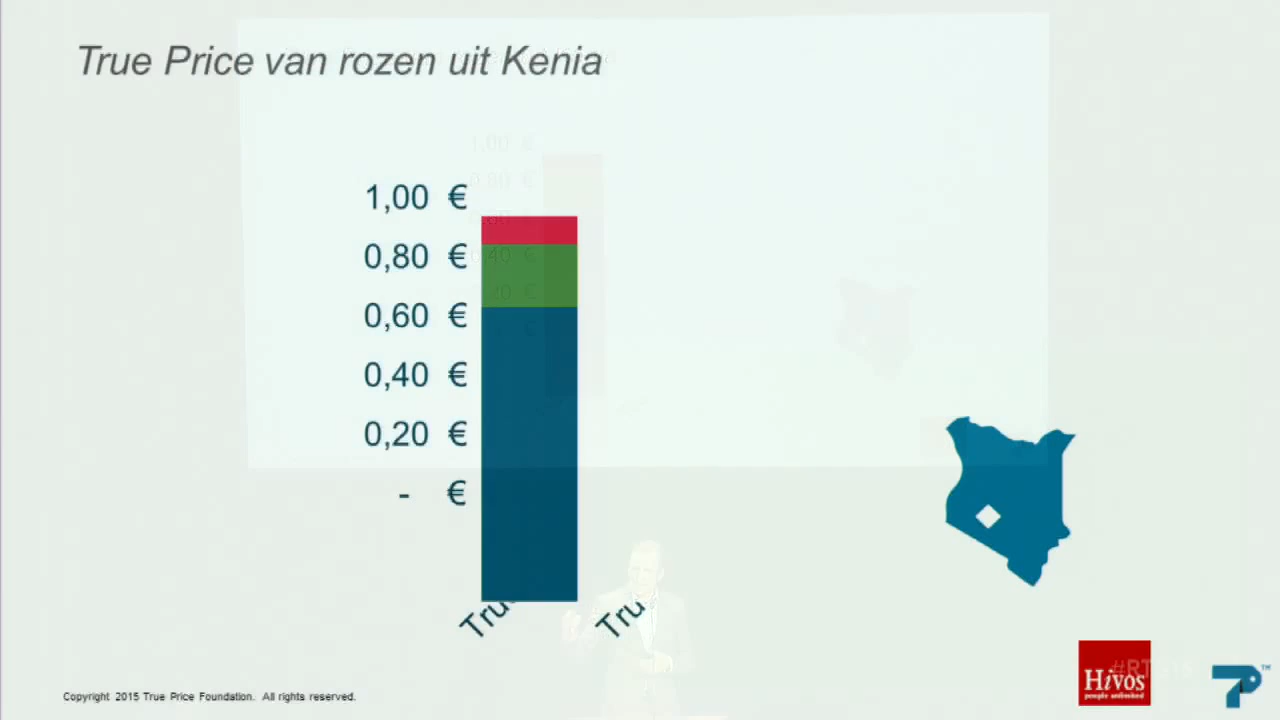 True Price van rozen uit Kenia
1,00 €
0,80 €
0,60 €
0,40 €
0,20 €
- €
Tru
Tru
Copyright 2015 True Price Foundation. All rights reserved.
Hivos
people unlimited
TM